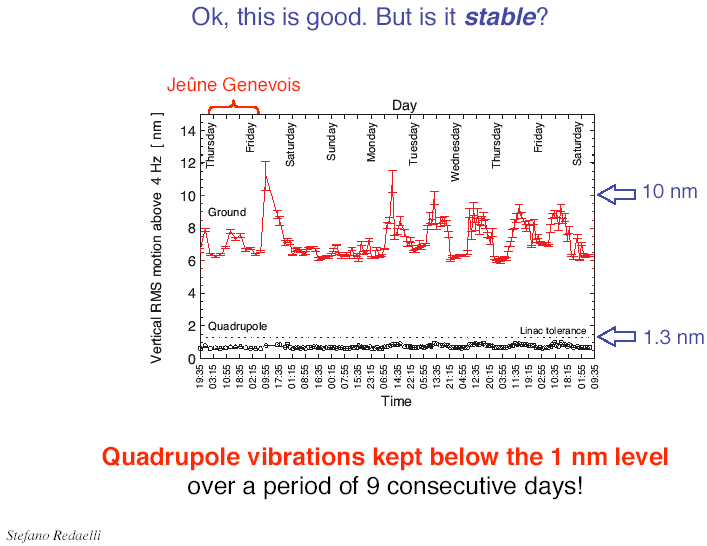 Ok, this is good. But is it stable?
Jeûne Genevois
Day
Thursday Friday Saturday Sunday Monday Tuesday Wednesday Thursday Friday Saturday
Vertical RMS motion above 4 Hz [ nm ]
14
12
10
8
6
4
2
0
Ground
Quadrupole
Linac tolerance
10 nm
1.3 nm
19:35 03:15 10:55 18:35 02:15 09:55 17:35 01:15 08:55 16:35 00:15 07:55 15:35 23:15 06:55 14:35 22:15 05:55 13:35 21:15 04:55 12:35 20:15 03:55 11:35 19:15 02:55 10:35 18:15 01:55 09:35
Time
Quadrupole vibrations kept below the 1 nm level
over a period of 9 consecutive days!
Stefano Redaelli